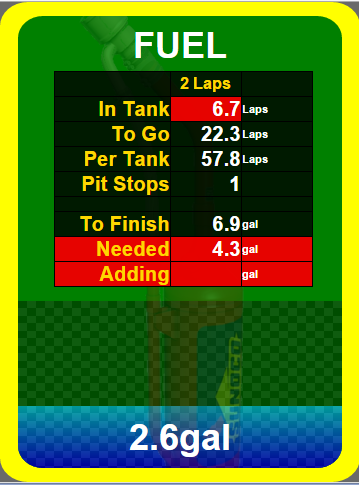 FUEL
2 Laps
In Tank 6.7 Laps
To Go 22.3 Laps
Per Tank 57.8 Laps
Pit Stops 1
To Finish 6.9 gal
Needed 4.3 gal
Adding gal
SUNOCO
2.6gal